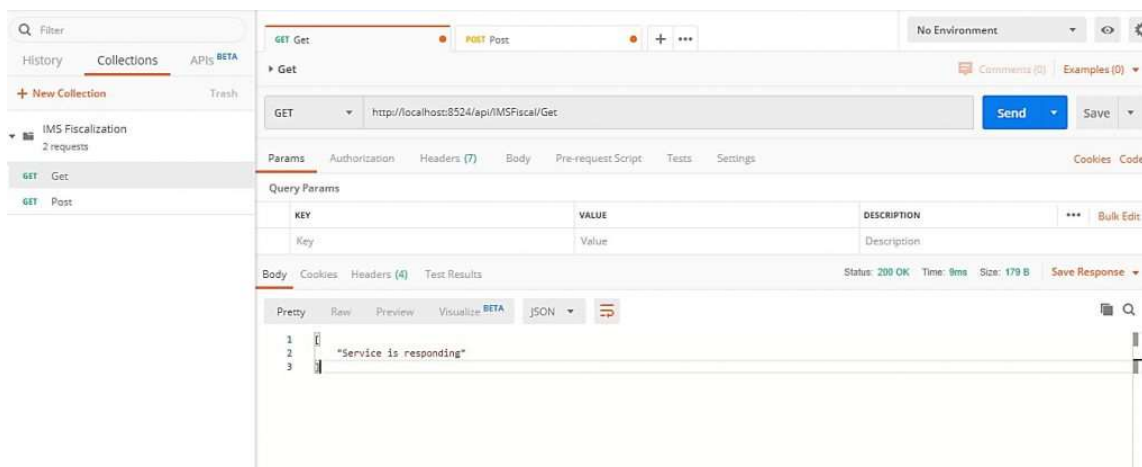 Filter
History Collections APIs BETA
+ New Collection Trash
IMS Fiscalization
2 requests
GET Get
GET Post
GET Get POST Post + •••
No Environment
Get
Comments (0) Examples (0)
GET http://localhost:8524/api/IMSFiscal/Get Send Save
Params Authorization Headers (7) Body Pre-request Script Tests Settings Cookies Code
Query Params
KEY VALUE DESCRIPTION ••• Bulk Edit
Key Value Description
Body Cookies Headers (4) Test Results Status: 200 OK Time: 9ms Size: 179 B Save Response
Pretty Raw Preview Visualize BETA JSON
1 [
2 "Service is responding"
3 ]